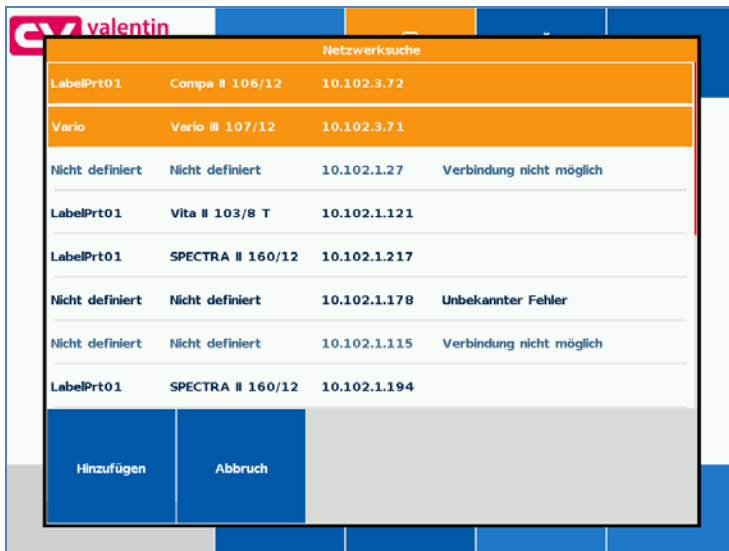 CV valentin
Netzwerksuche
LabelPrt01 Compa II 106/12 10.102.3.72
Vario Vario III 107/12 10.102.3.71
Nicht definiert Nicht definiert 10.102.1.27 Verbindung nicht möglich
LabelPrt01 Vita II 103/8 T 10.102.1.121
LabelPrt01 SPECTRA II 160/12 10.102.1.217
Nicht definiert Nicht definiert 10.102.1.178 Unbekannter Fehler
Nicht definiert Nicht definiert 10.102.1.115 Verbindung nicht möglich
LabelPrt01 SPECTRA II 160/12 10.102.1.194
Hinzufügen Abbruch